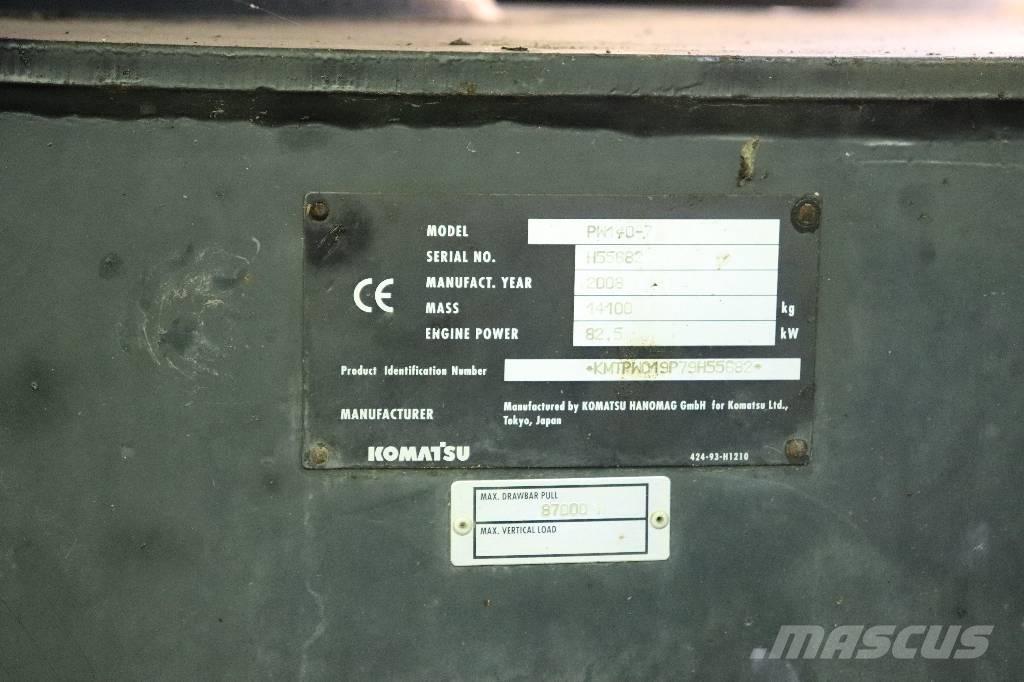 MODEL PW140-7
SERIAL NO. H55682
MANUFACT. YEAR 2008
CE
MASS 14100 kg
ENGINE POWER 82,5 kW
Product Identification Number *KMTPW019P79H55682*
MANUFACTURER Manufactured by KOMATSU HANOMAG GmbH for Komatsu Ltd.,
Tokyo, Japan
KOMATSU
424-93-H1210
MAX. DRAWBAR PULL
87000 N
MAX. VERTICAL LOAD
MASCUS